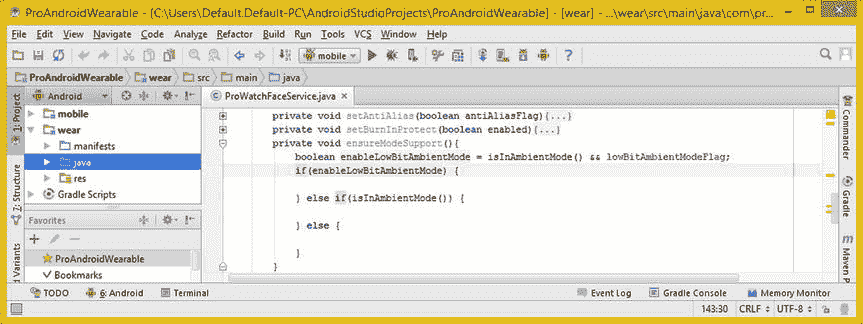 ProAndroidWearable - [C:\Users\Default.Default-PC\AndroidStudioProjects\ProAndroidWearable] - [wear] - ...\wear\src\main\java\com\pr...
File Edit View Navigate Code Analyze Refactor Build Run Tools VCS Window Help
mobile
ProAndroidWearable wear src main java
Android
ProWatchFaceService.java
1: Project
7: Structure
Variants
mobile
wear
manifests
java
res
Gradle Scripts
Favorites
ProAndroidWearable
Bookmarks
private void setAntiAlias(boolean antiAliasFlag){...}
private void setBurnInProtect(boolean enabled){...}
private void ensureModeSupport(){
boolean enableLowBitAmbientMode = isInAmbientMode() && lowBitAmbientModeFlag;
if(enableLowBitAmbientMode) {
} else if(isInAmbientMode()) {
} else {
}
}
Commander
Gradle
Maven P
TODO 6: Android Terminal Event Log Gradle Console Memory Monitor
143:30 CRLF UTF-8